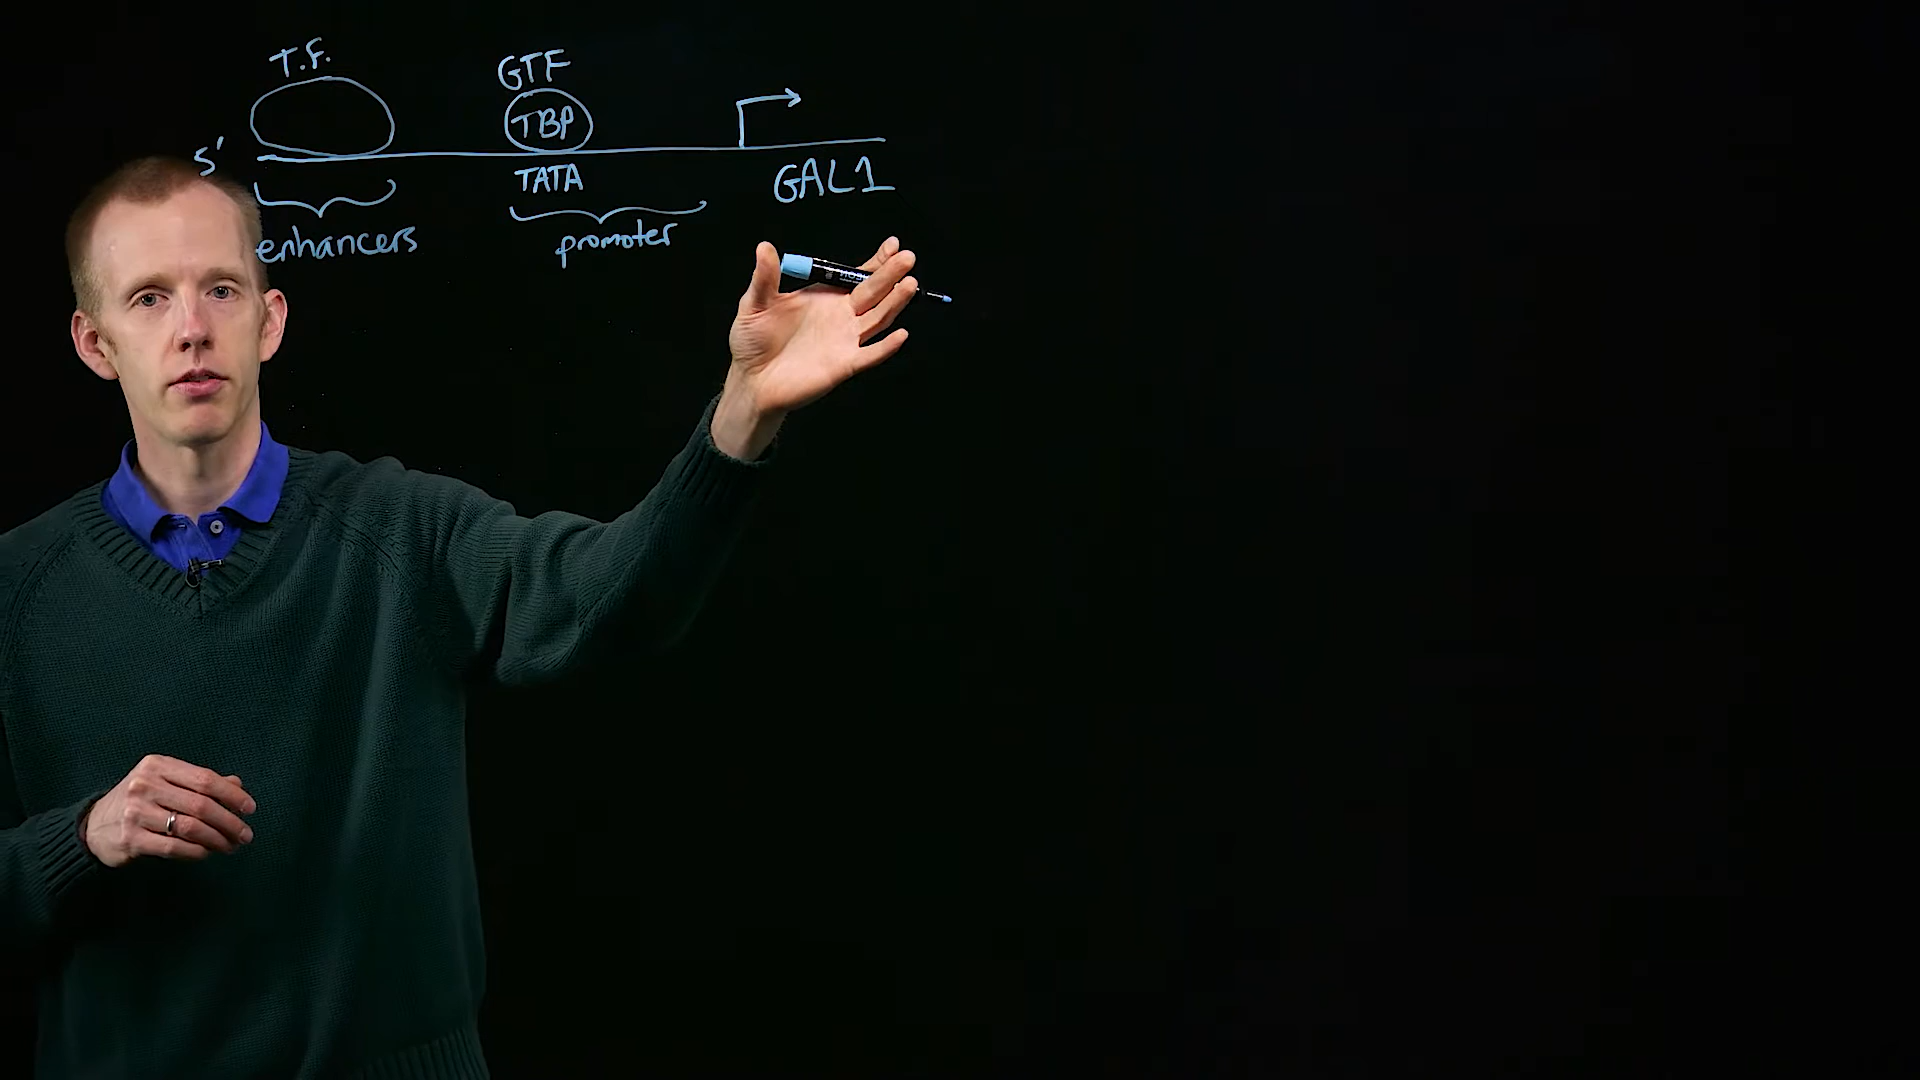 T.F.
GTF
TBP
5'
TATA
GAL1
enhancers
promoter